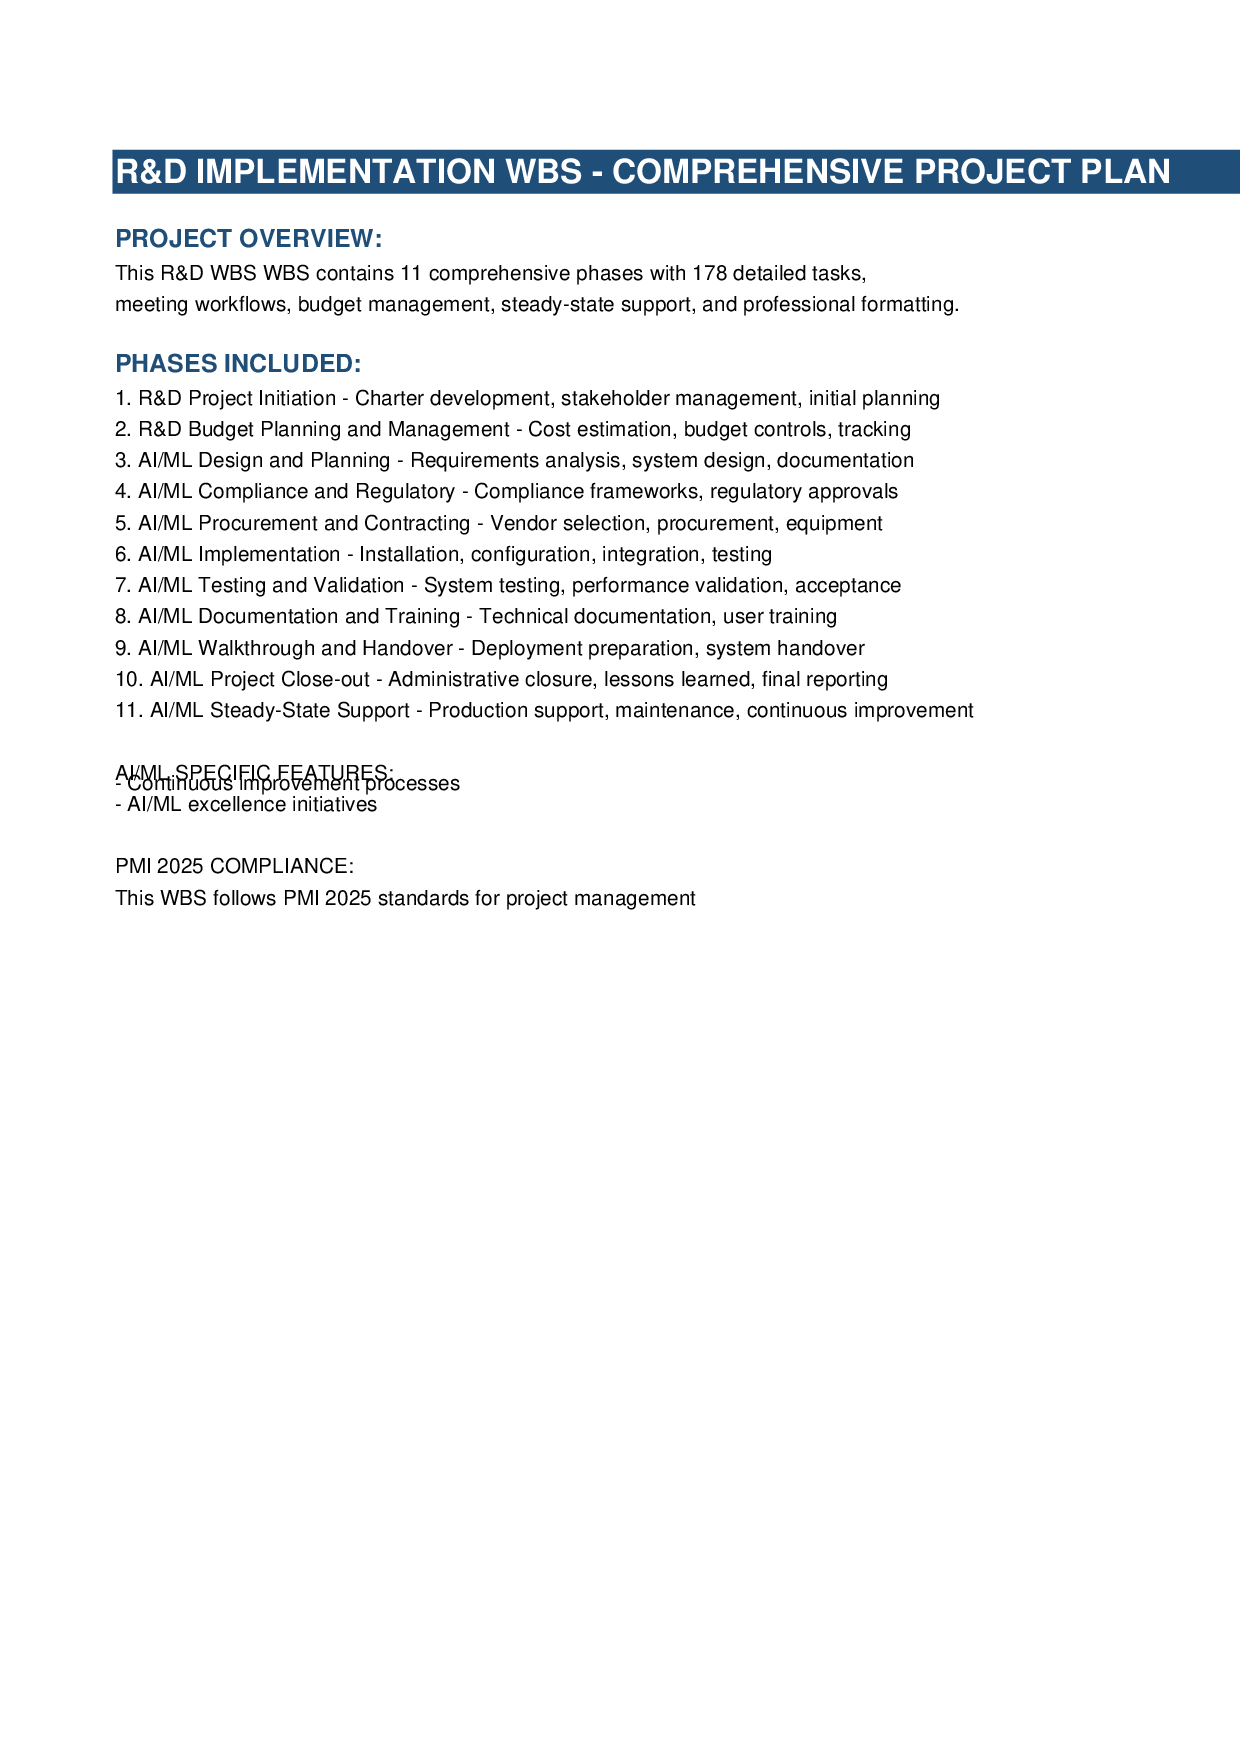 R&D IMPLEMENTATION WBS - COMPREHENSIVE PROJECT PLAN
PROJECT OVERVIEW:
This R&D WBS WBS contains 11 comprehensive phases with 178 detailed tasks,
meeting workflows, budget management, steady-state support, and professional formatting.
PHASES INCLUDED:
1. R&D Project Initiation - Charter development, stakeholder management, initial planning
2. R&D Budget Planning and Management - Cost estimation, budget controls, tracking
3. AI/ML Design and Planning - Requirements analysis, system design, documentation
4. AI/ML Compliance and Regulatory - Compliance frameworks, regulatory approvals
5. AI/ML Procurement and Contracting - Vendor selection, procurement, equipment
6. AI/ML Implementation - Installation, configuration, integration, testing
7. AI/ML Testing and Validation - System testing, performance validation, acceptance
8. AI/ML Documentation and Training - Technical documentation, user training
9. AI/ML Walkthrough and Handover - Deployment preparation, system handover
10. AI/ML Project Close-out - Administrative closure, lessons learned, final reporting
11. AI/ML Steady-State Support - Production support, maintenance, continuous improvement
AI/ML SPECIFIC FEATURES:
- Continuous improvement processes
- AI/ML excellence initiatives
PMI 2025 COMPLIANCE:
This WBS follows PMI 2025 standards for project management